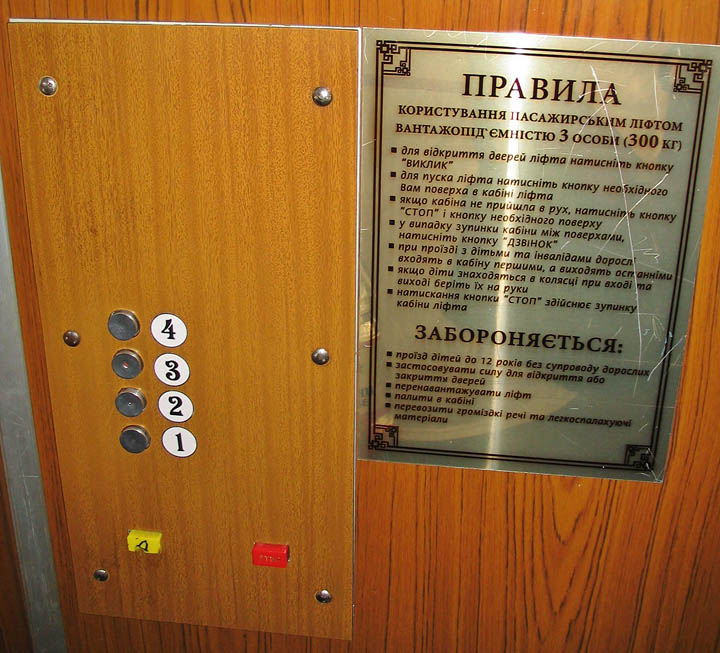 4
3
2
1
ПРАВИЛА
КОРИСТУВАННЯ ПАСАЖИРСЬКИМ ЛІФТОМ
ВАНТАЖОПІД`ЄМНІСТЮ 3 ОСОБИ (300 КГ)
для відкриття дверей ліфта натисніть кнопку
"ВИКЛИК"
для пуска ліфта натисніть кнопку необхідного
Вам поверха в кабіні ліфта
якщо кабіна не прийшла в рух, натисніть кнопку
"СТОП" і кнопку необхідного поверху
у випадку зупинки кабіни між поверхами,
натисніть кнопку "ДЗВІНОК"
при проїзді з дітьми та інвалідами дорослі
входять в кабіну першими, а виходять останніми
якщо діти знаходяться в колясці при вході та
виході беріть їх на руки
натискання кнопки "СТОП" здійснює зупинку
кабіни ліфта
ЗАБОРОНЯЄТЬСЯ:
проїзд дітей до 12 років без супроводу дорослих
застосовувати силу для відкриття або
закриття дверей
перенавантажувати ліфт
палити в кабіні
перевозити громіздкі речі та легкоспалахуючі
матеріали